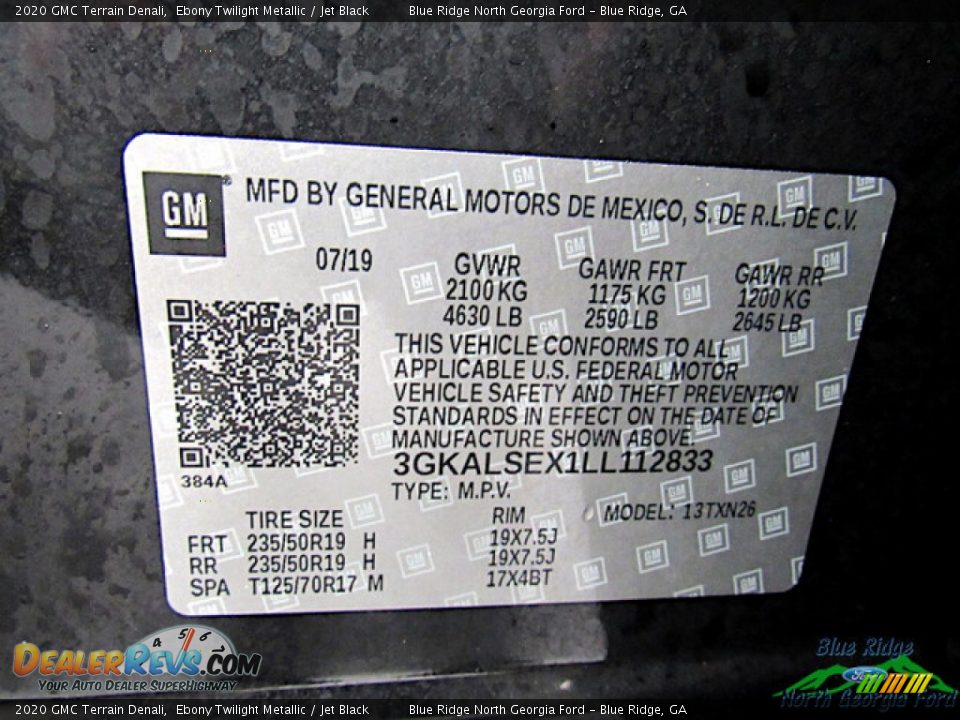 2020 GMC Terrain Denali, Ebony Twilight Metallic / Jet Black Blue Ridge North Georgia Ford – Blue Ridge, GA
GM® MFD BY GENERAL MOTORS DE MEXICO, S. DE R.L. DE C.V.
07/19 GVWR GAWR FRT GAWR RR
2100 KG 1175 KG 1200 KG
4630 LB 2590 LB 2645 LB
THIS VEHICLE CONFORMS TO ALL
APPLICABLE U.S. FEDERAL MOTOR
VEHICLE SAFETY AND THEFT PREVENTION
STANDARDS IN EFFECT ON THE DATE OF
MANUFACTURE SHOWN ABOVE.
3GKALSEX1LL112833
384A
TYPE: M.P.V.
MODEL: 13TXN26
TIRE SIZE RIM
FRT 235/50R19 H 19X7.5J
RR 235/50R19 H 19X7.5J
SPA T125/70R17 M 17X4BT
4 5 6
DEALERREVS.COM
YOUR AUTO DEALER SUPERHIGHWAY
Blue Ridge
Ford
North Georgia Ford
2020 GMC Terrain Denali, Ebony Twilight Metallic / Jet Black Blue Ridge North Georgia Ford – Blue Ridge, GA